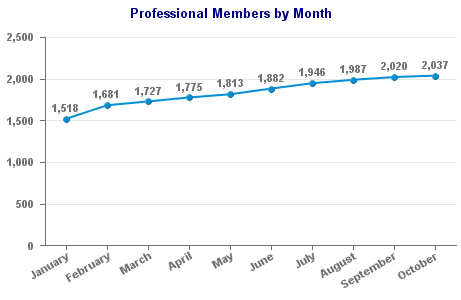 Professional Members by Month
2,500
2,000
1,500
1,000
500
0
1,518
1,681
1,727
1,775
1,813
1,882
1,946
1,987
2,020
2,037
January
February
March
April
May
June
July
August
September
October